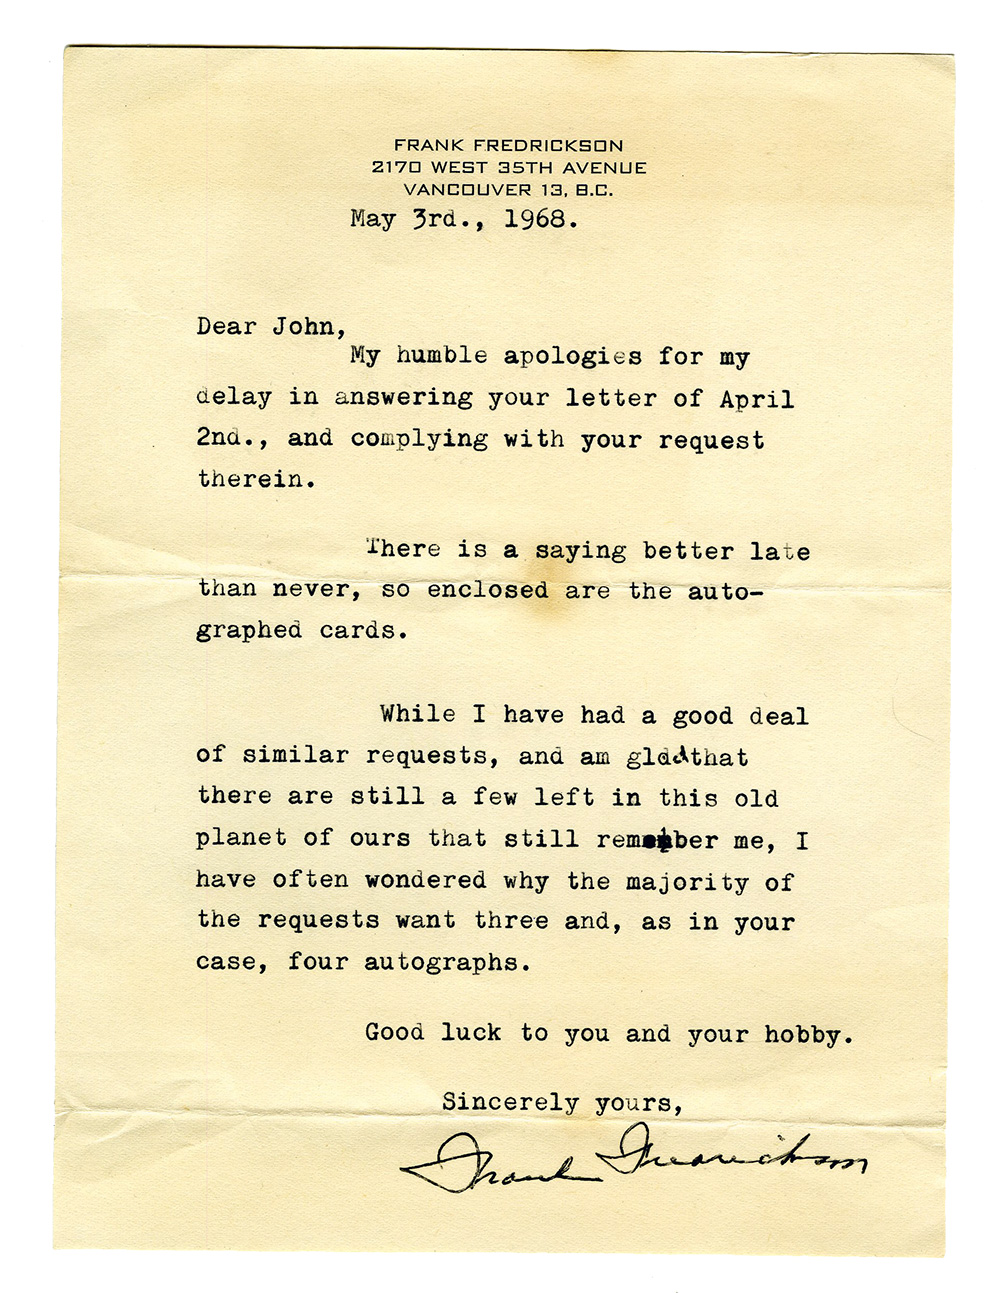 FRANK FREDRICKSON
2170 WEST 35TH AVENUE
VANCOUVER 13, B.C.
May 3rd., 1968.
Dear John,
My humble apologies for my
delay in answering your letter of April
2nd., and complying with your request
therein.
There is a saying better late
than never, so enclosed are the auto-
graphed cards.
While I have had a good deal
of similar requests, and am glad that
there are still a few left in this old
planet of ours that still remember me, I
have often wondered why the majority of
the requests want three and, as in your
case, four autographs.
Good luck to you and your hobby.
Sincerely yours,
Frank Fredrickson